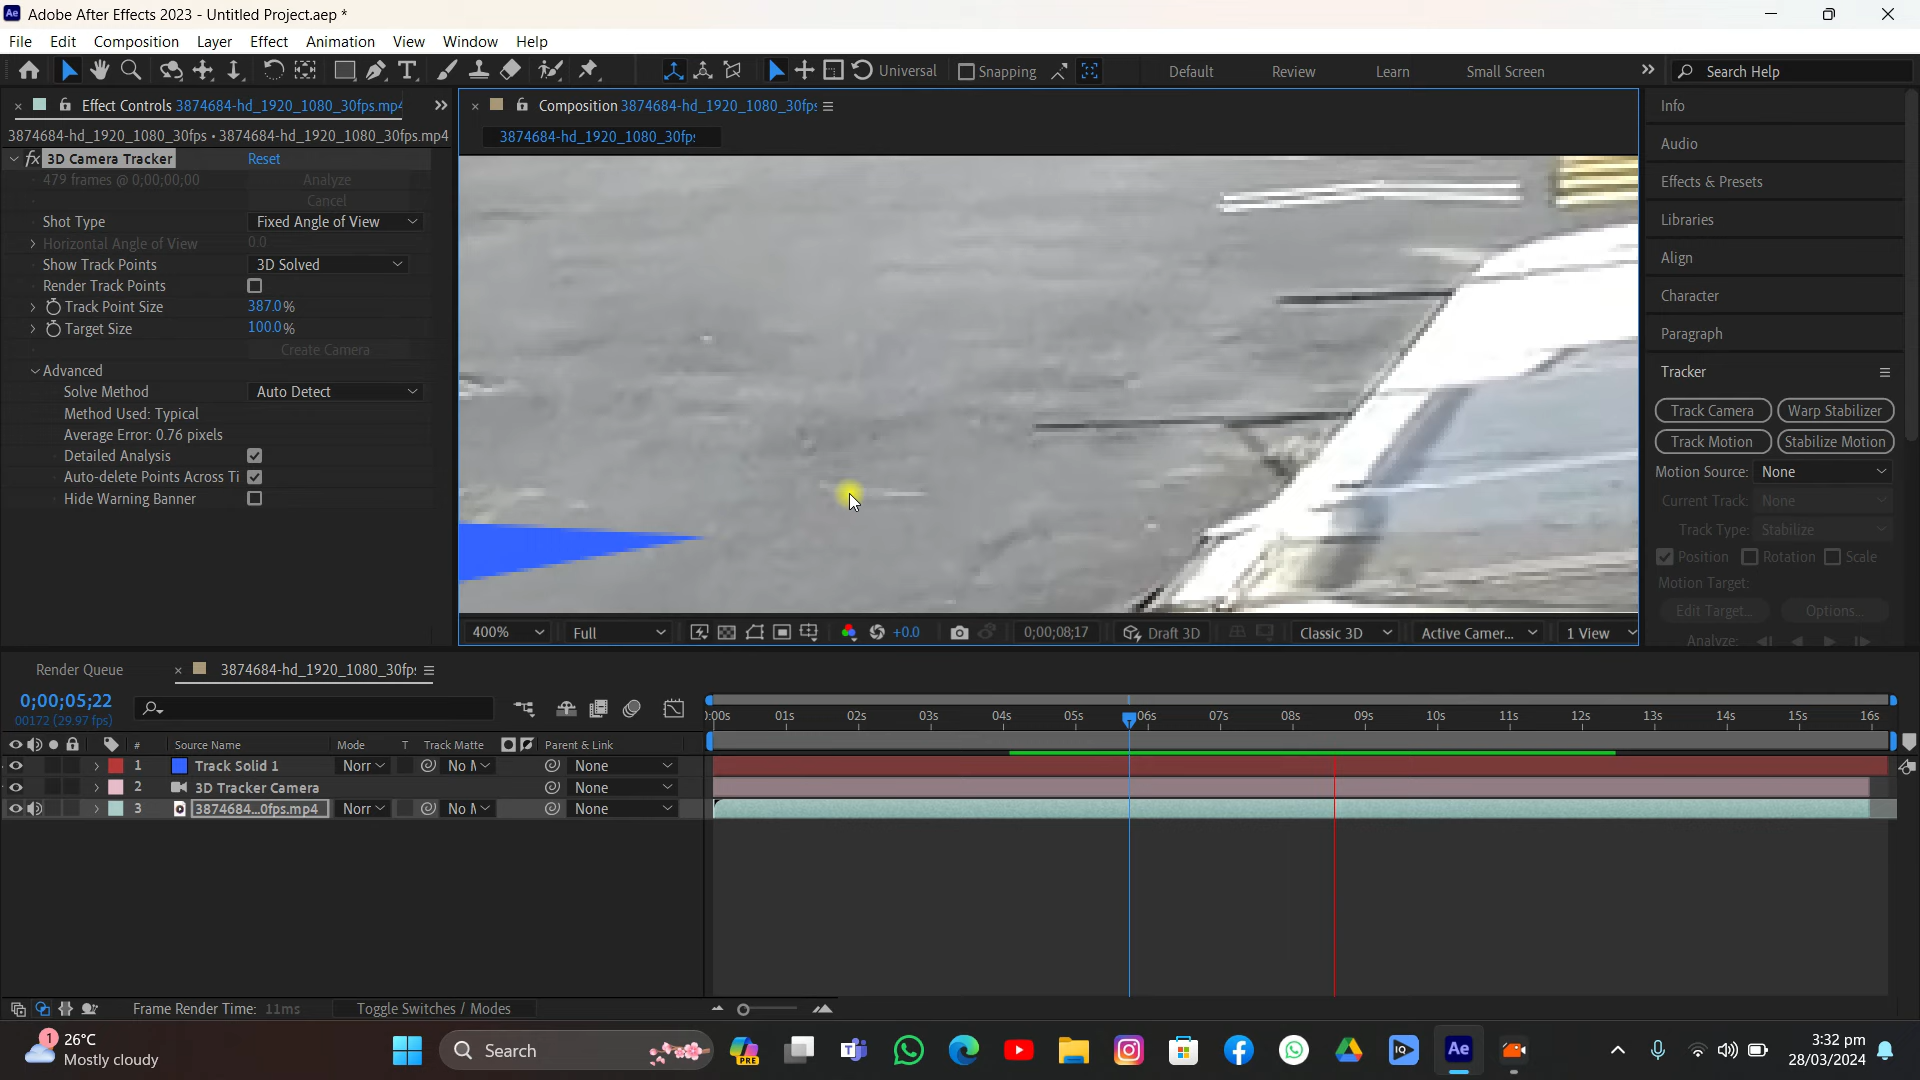 Adobe After Effects 2023 - Untitled Project.aep *
File Edit Composition Layer Effect Animation View Window Help
Universal Snapping Default Review Learn Small Screen Search Help
Effect Controls 3874684-hd_1920_1080_30fps.mp4
3874684-hd_1920_1080_30fps • 3874684-hd_1920_1080_30fps.mp4
fx 3D Camera Tracker Reset
479 frames @ 0;00;00;00 Analyze
Cancel
Shot Type Fixed Angle of View
Horizontal Angle of View 0.0
Show Track Points 3D Solved
Render Track Points
Track Point Size 387.0%
Target Size 100.0%
Create Camera
Advanced
Solve Method Auto Detect
Method Used: Typical
Average Error: 0.76 pixels
Detailed Analysis
Auto-delete Points Across Ti
Hide Warning Banner
Composition 3874684-hd_1920_1080_30fps
3874684-hd_1920_1080_30fps
400% Full +0.0 0;00;08;17 Draft 3D Classic 3D Active Camer... 1 View
Info
Audio
Effects & Presets
Libraries
Align
Character
Paragraph
Tracker
Track Camera Warp Stabilizer
Track Motion Stabilize Motion
Motion Source: None
Current Track: None
Track Type: Stabilize
Position Rotation Scale
Motion Target:
Edit Target... Options...
Analyze:
Render Queue 3874684-hd_1920_1080_30fps
0;00;05;22
00172 (29.97 fps)
):00s 01s 02s 03s 04s 05s 06s 07s 08s 09s 10s 11s 12s 13s 14s 15s 16s
# Source Name Mode T Track Matte Parent & Link
1 Track Solid 1 Norr No M None
2 3D Tracker Camera None
3 3874684...0fps.mp4 Norr No M None
Frame Render Time: 11ms Toggle Switches / Modes
1 26°C
Mostly cloudy
Search
PRE
IQ
Ae
3:32 pm
28/03/2024